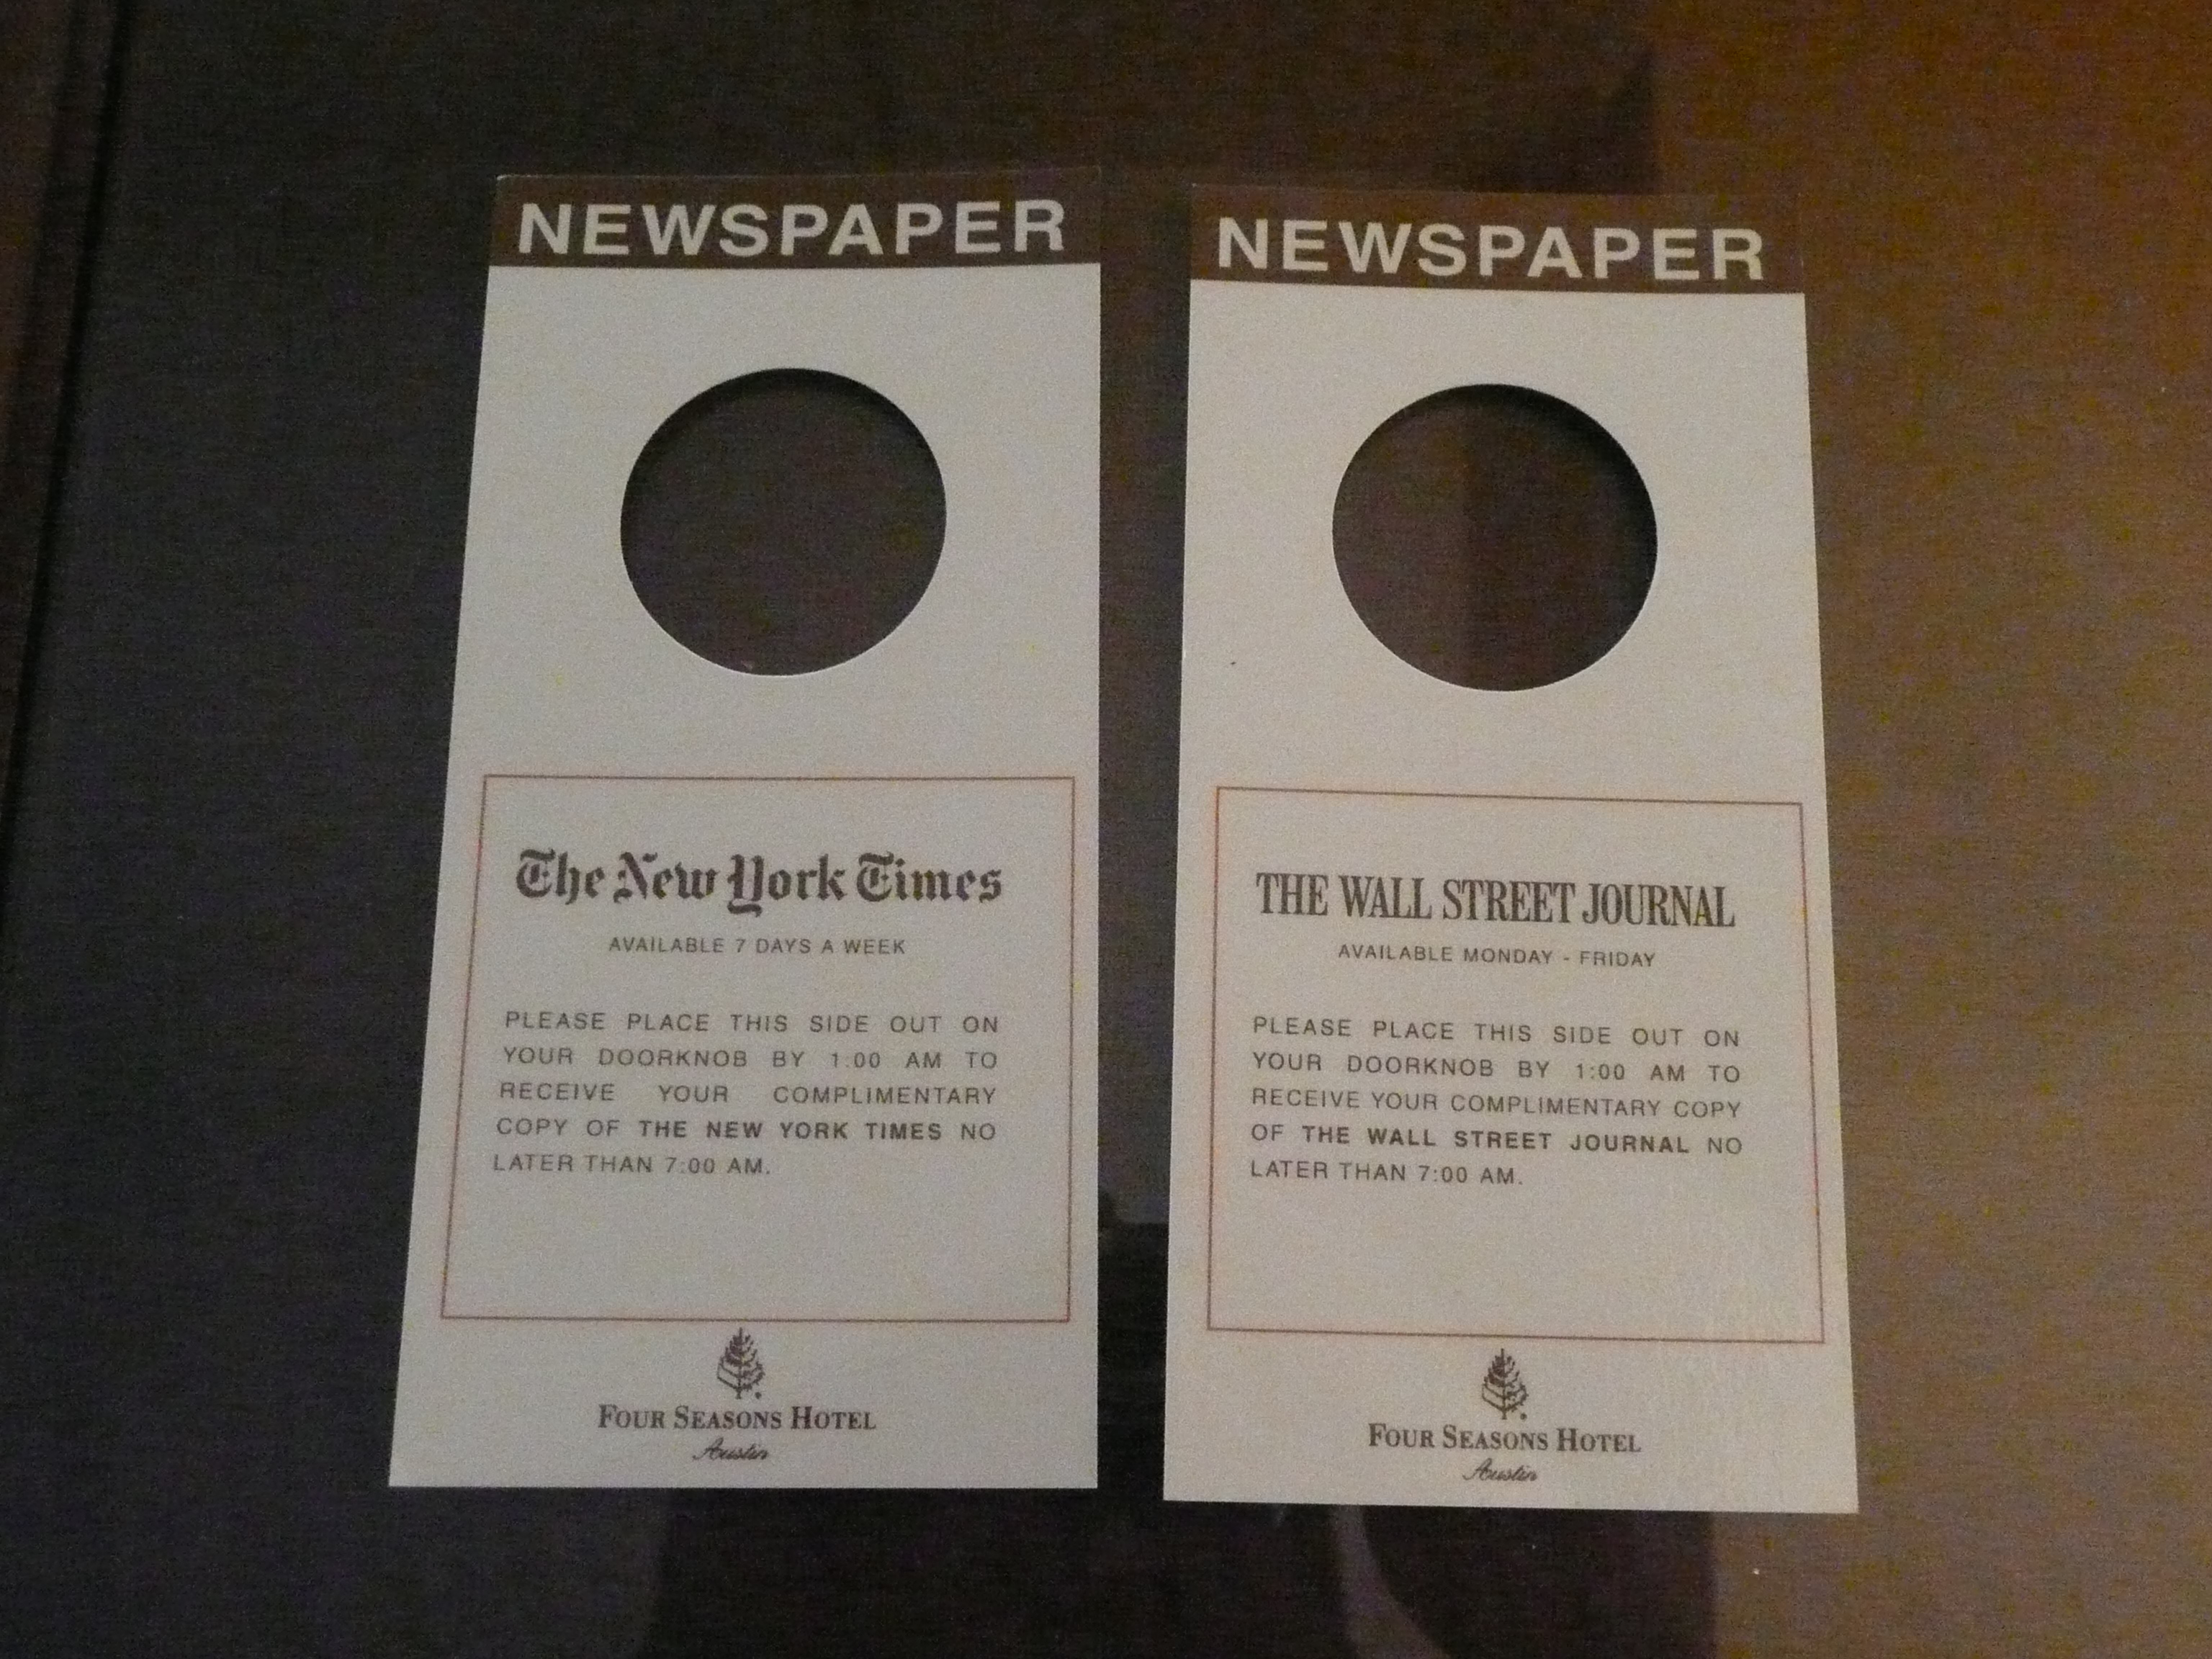 NEWSPAPER
The New York Times
AVAILABLE 7 DAYS A WEEK
PLEASE PLACE THIS SIDE OUT ON
YOUR DOORKNOB BY 1:00 AM TO
RECEIVE YOUR COMPLIMENTARY
COPY OF THE NEW YORK TIMES NO
LATER THAN 7:00 AM.
FOUR SEASONS HOTEL
Austin
NEWSPAPER
THE WALL STREET JOURNAL
AVAILABLE MONDAY - FRIDAY
PLEASE PLACE THIS SIDE OUT ON
YOUR DOORKNOB BY 1:00 AM TO
RECEIVE YOUR COMPLIMENTARY COPY
OF THE WALL STREET JOURNAL NO
LATER THAN 7:00 AM.
FOUR SEASONS HOTEL
Austin